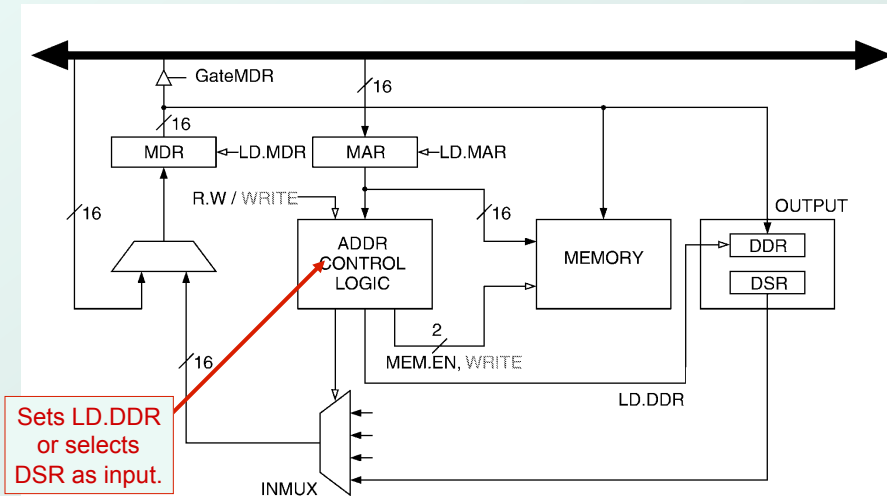 GateMDR
16
16
MDR
LD.MDR
MAR
LD.MAR
R.W / WRITE
16
16
OUTPUT
ADDR
CONTROL
LOGIC
MEMORY
DDR
DSR
2
MEM.EN, WRITE
16
LD.DDR
Sets LD.DDR
or selects
DSR as input.
INMUX